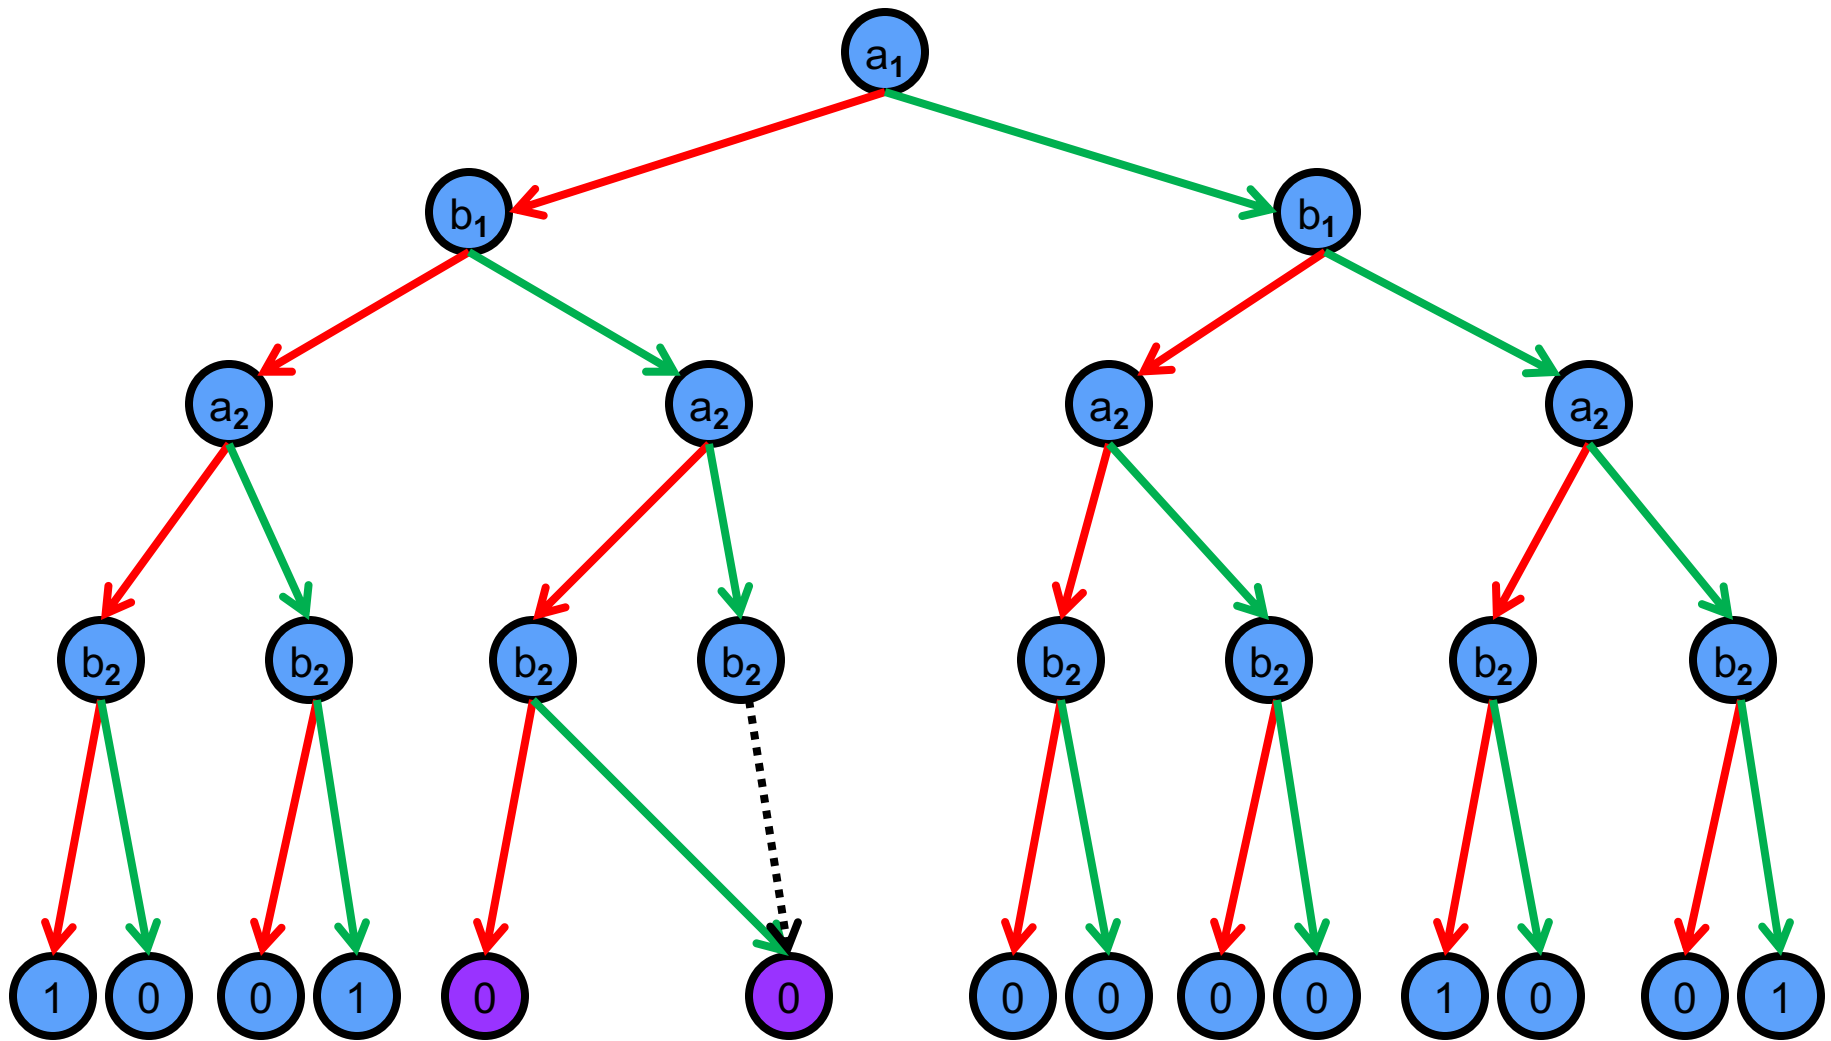 a₁
b₁ b₁
a₂ a₂ a₂ a₂
b₂ b₂ b₂ b₂ b₂ b₂ b₂ b₂
1 0 0 1 0 0 0 0 0 0 1 0 0 1